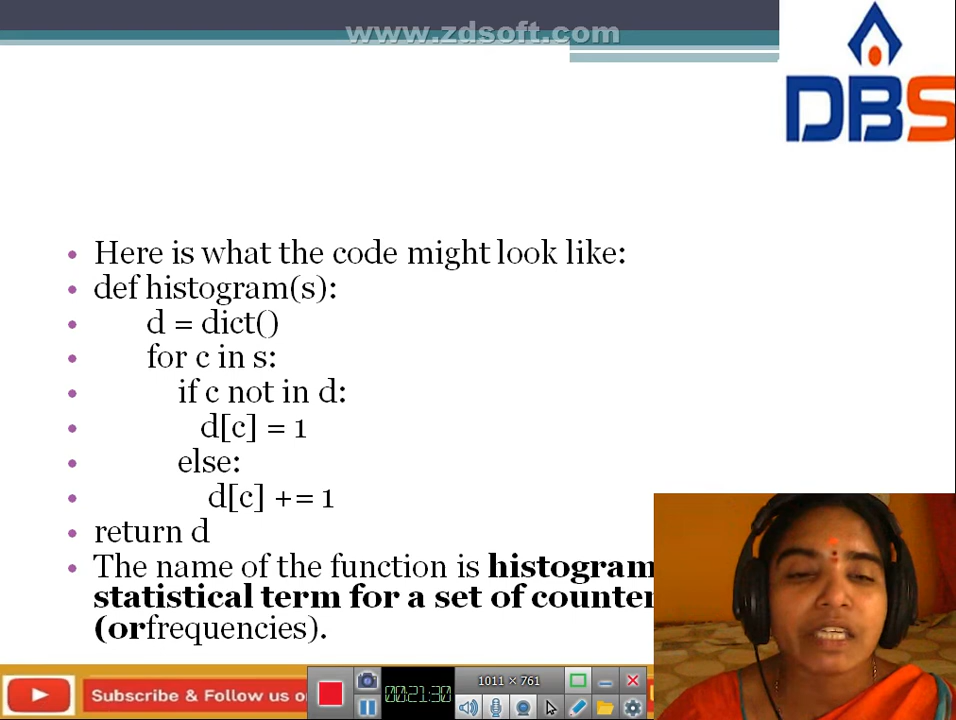 www.zdsoft.com
DBS
Here is what the code might look like:
def histogram(s):
d = dict()
for c in s:
if c not in d:
d[c] = 1
else:
d[c] += 1
return d
The name of the function is histogram
statistical term for a set of counter
(orfrequencies).
Subscribe & Follow us o
00:21:30
1011 × 761